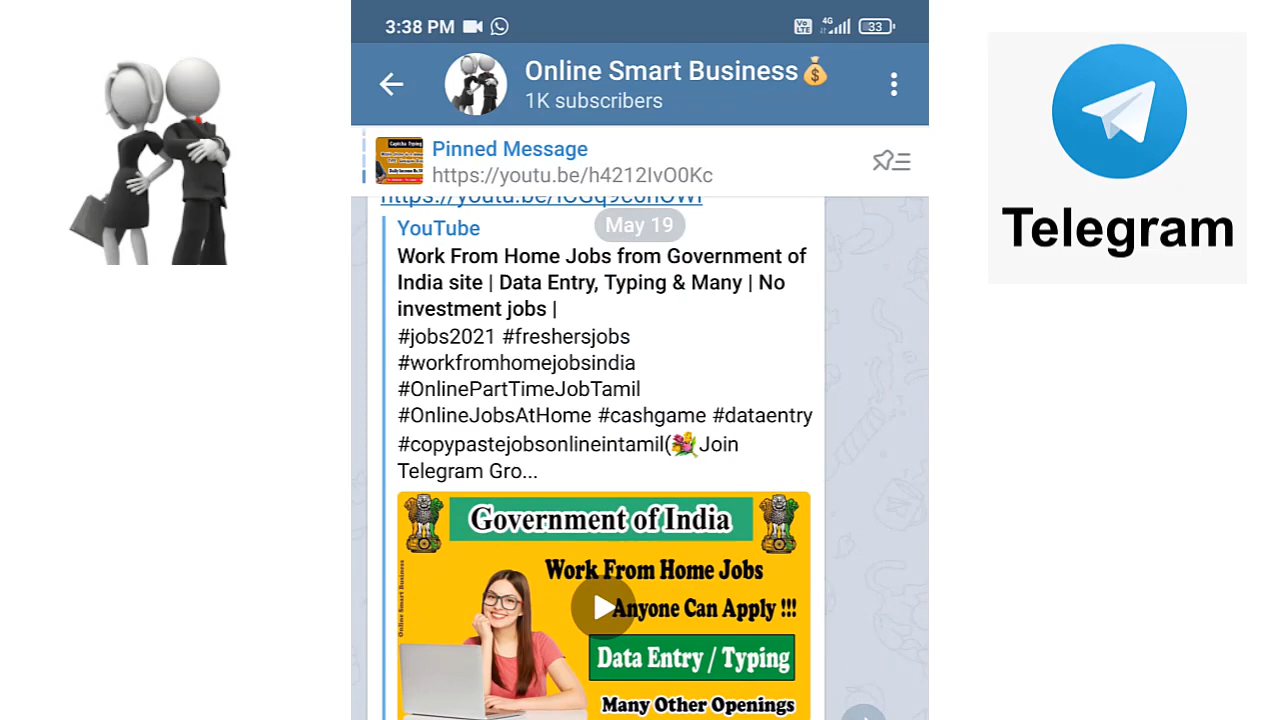 3:38 PM
Vo LTE 4G 33
Online Smart Business
1K subscribers
Pinned Message
https://youtu.be/h4212IvO0Kc
YouTube
May 19
Work From Home Jobs from Government of
India site | Data Entry, Typing & Many | No
investment jobs |
#jobs2021 #freshersjobs
#workfromhomejobsindia
#OnlinePartTimeJobTamil
#OnlineJobsAtHome #cashgame #dataentry
#copypastejobsonlineintamil(💐Join
Telegram Gro...
Government of India
Work From Home Jobs
Anyone Can Apply !!!
Data Entry / Typing
Many Other Openings
Online Smart Business
Telegram